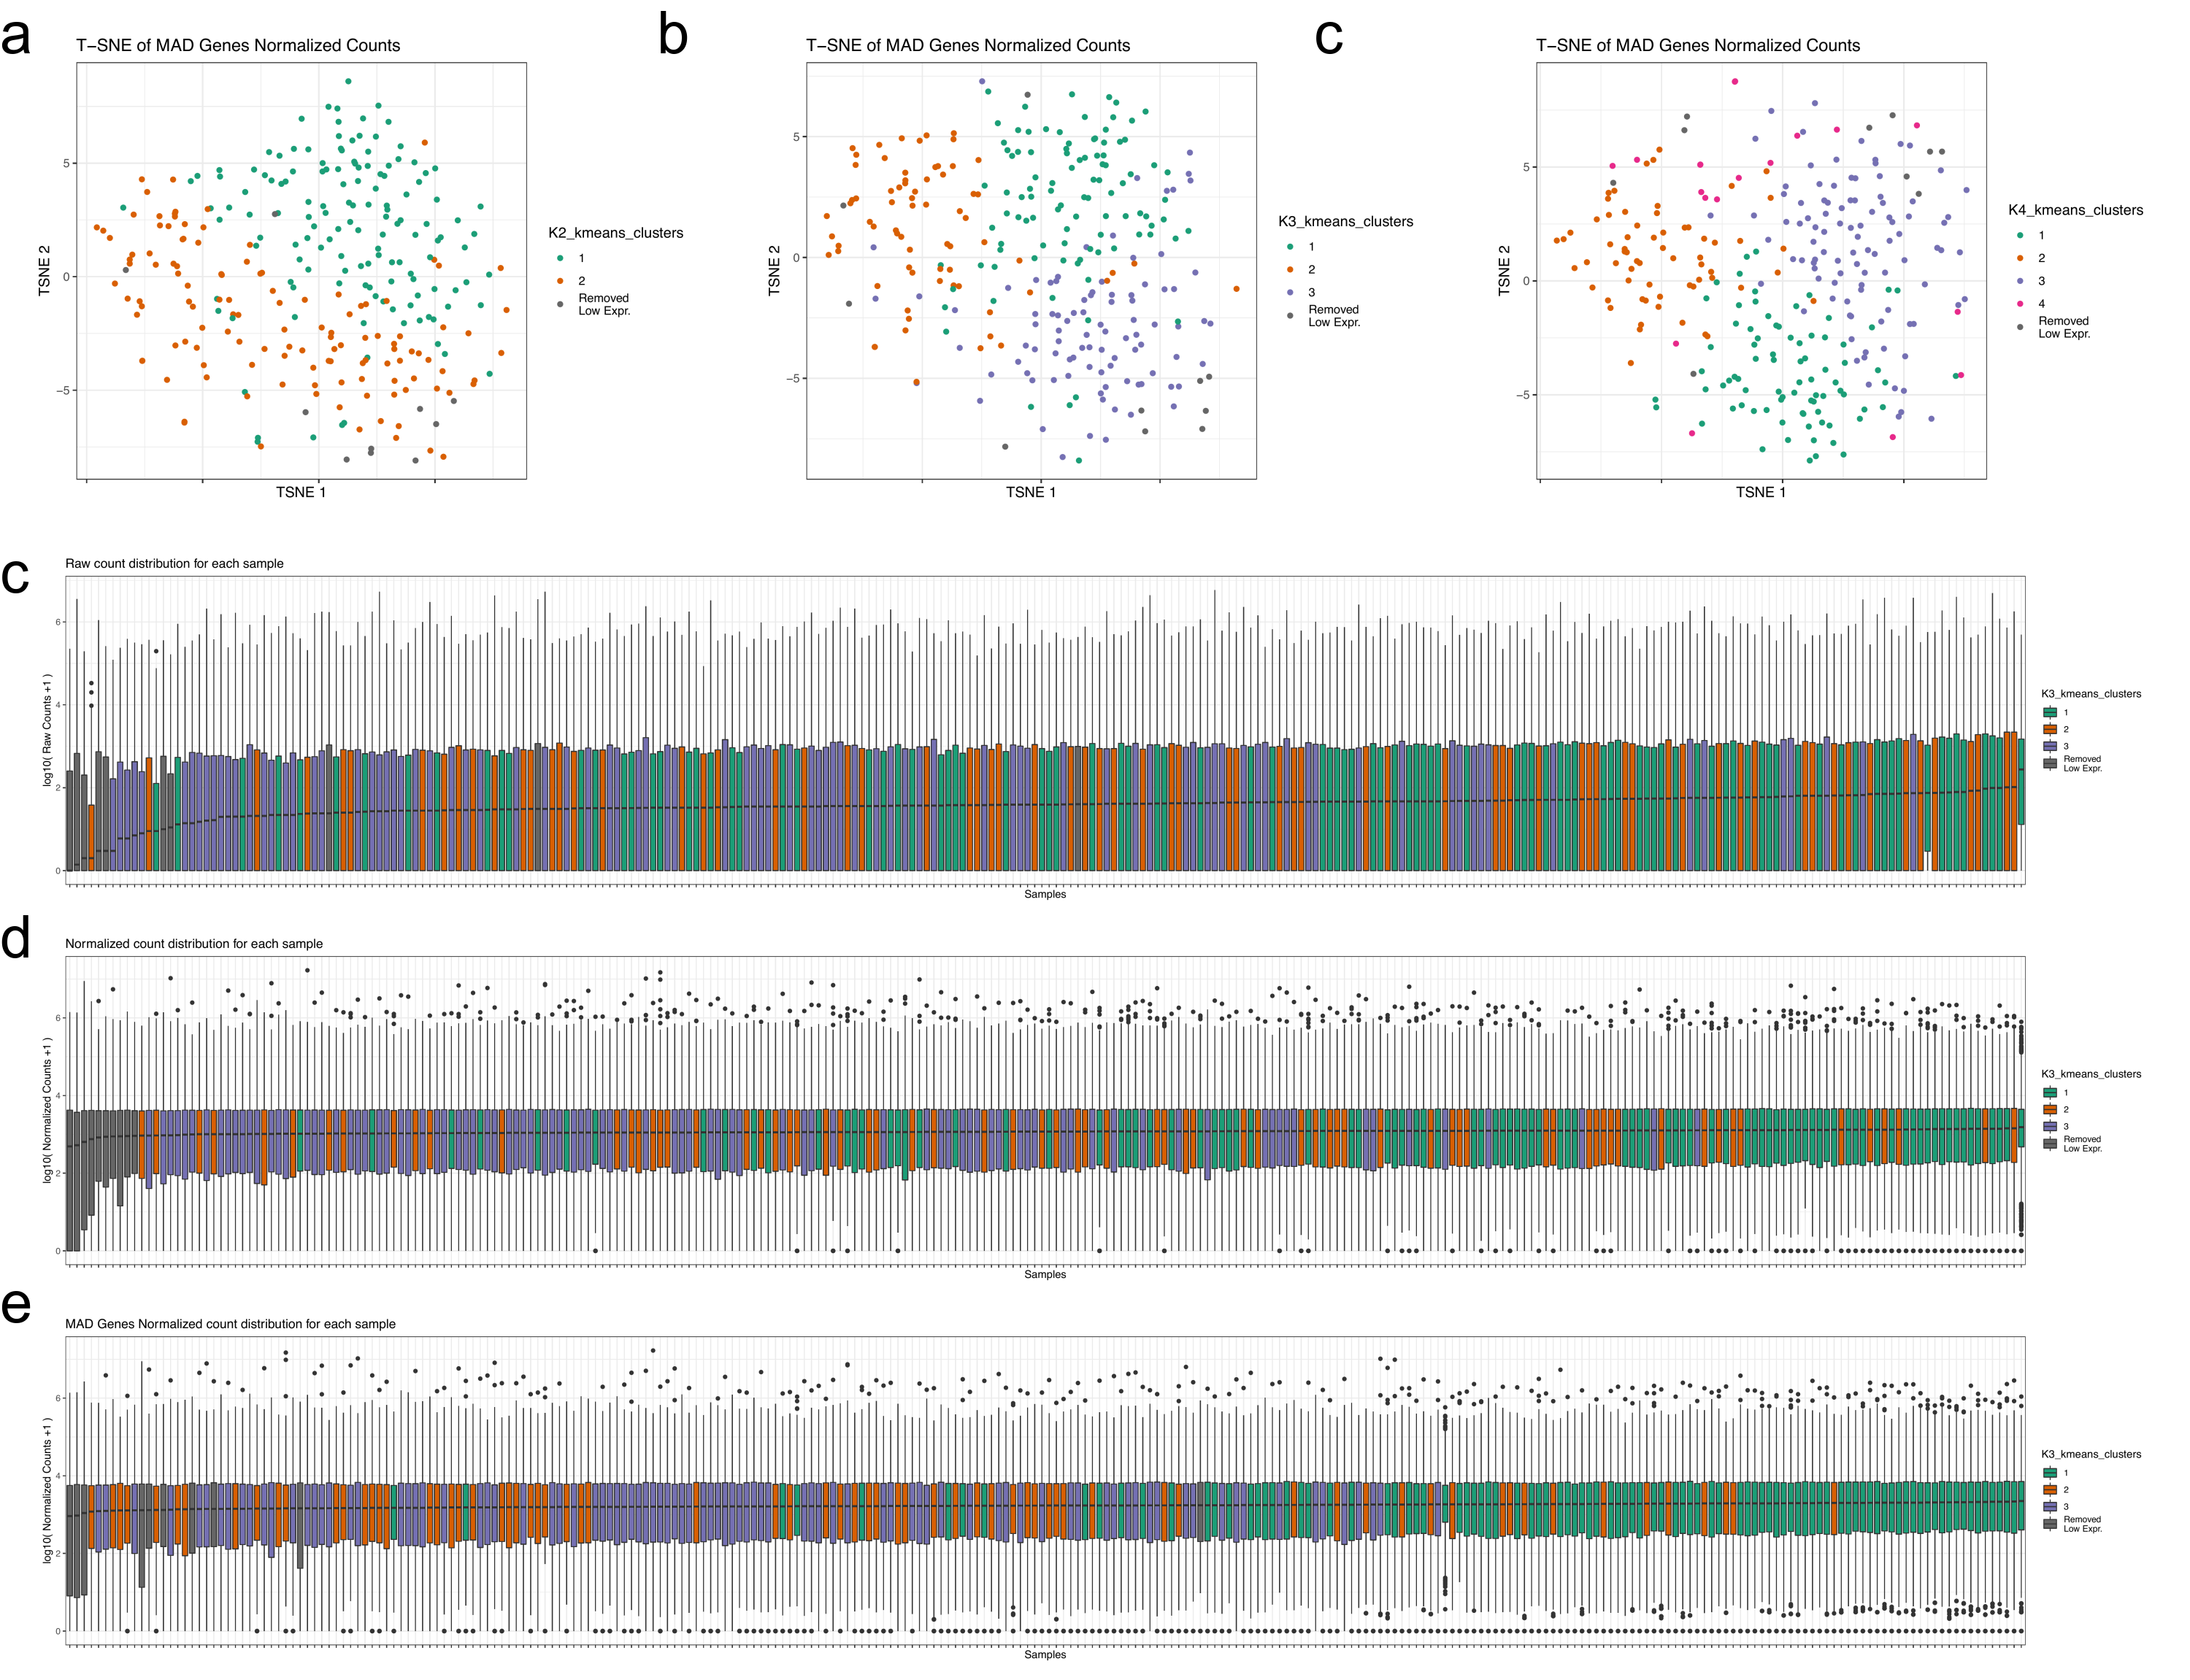 a
T−SNE of MAD Genes Normalized Counts
5
0
−5
TSNE 2
TSNE 1
K2_kmeans_clusters
1
2
Removed
Low Expr.
b
T−SNE of MAD Genes Normalized Counts
5
0
−5
TSNE 2
TSNE 1
K3_kmeans_clusters
1
2
3
Removed
Low Expr.
c
T−SNE of MAD Genes Normalized Counts
5
0
−5
TSNE 2
TSNE 1
K4_kmeans_clusters
1
2
3
4
Removed
Low Expr.
c
Raw count distribution for each sample
6
4
2
0
log10( Raw Counts +1 )
Samples
K3_kmeans_clusters
1
2
3
Removed
Low Expr.
d
Normalized count distribution for each sample
6
4
2
0
log10( Normalized Counts +1 )
Samples
K3_kmeans_clusters
1
2
3
Removed
Low Expr.
e
MAD Genes Normalized count distribution for each sample
6
4
2
0
log10( Normalized Counts +1 )
Samples
K3_kmeans_clusters
1
2
3
Removed
Low Expr.